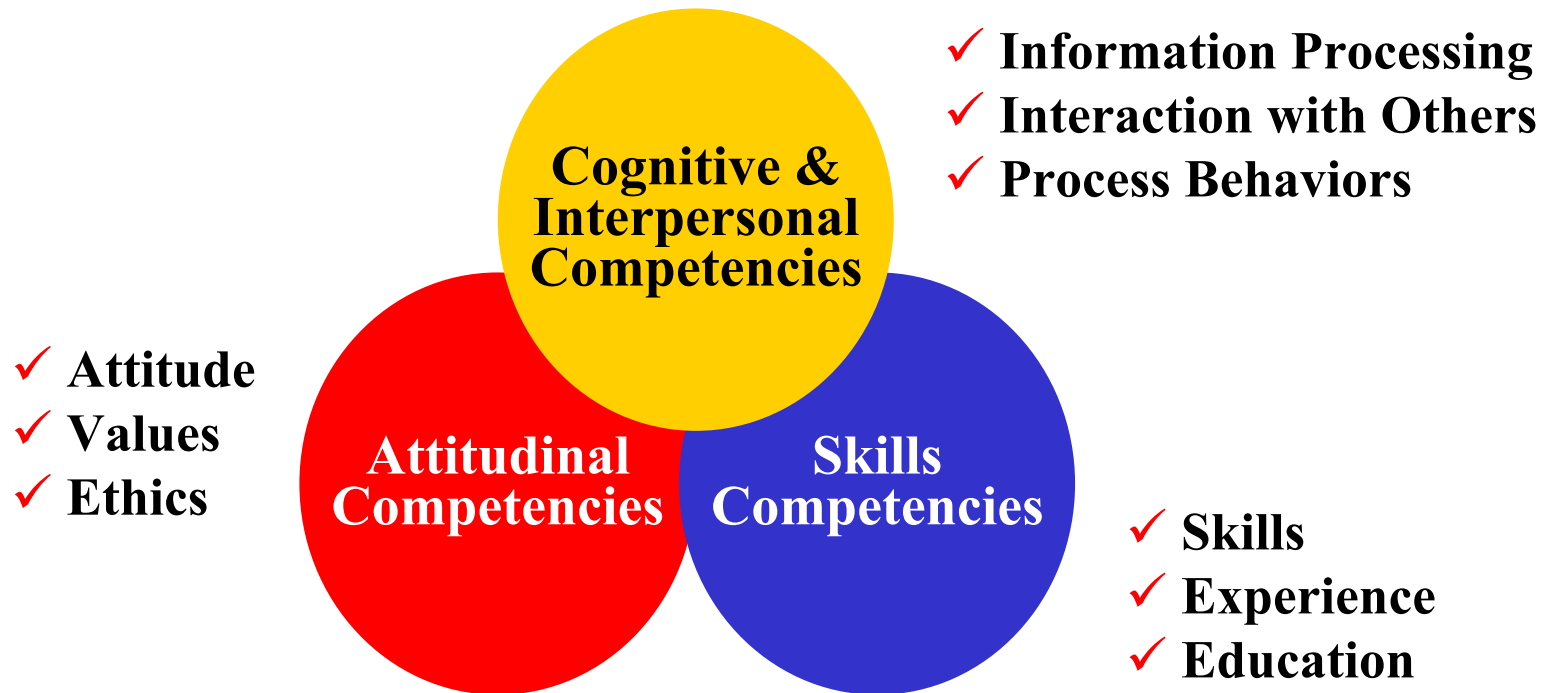 Cognitive &
Interpersonal
Competencies
✓ Information Processing
✓ Interaction with Others
✓ Process Behaviors
✓ Attitude
✓ Values
✓ Ethics
Attitudinal
Competencies
Skills
Competencies
✓ Skills
✓ Experience
✓ Education